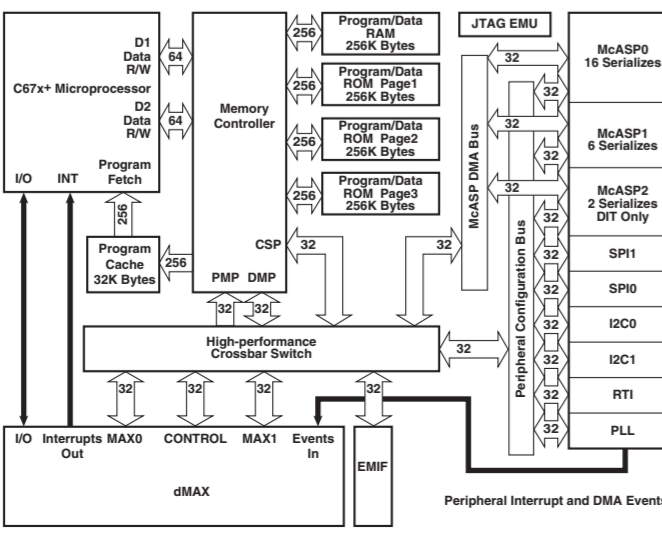 D1
Data
R/W
64
C67x+ Microprocessor
D2
Data
R/W
64
I/O
INT
Program
Fetch
256
Program
Cache
32K Bytes
256
Memory
Controller
CSP
32
PMP
DMP
32
32
256
Program/Data
RAM
256K Bytes
256
Program/Data
ROM Page1
256K Bytes
256
Program/Data
ROM Page2
256K Bytes
256
Program/Data
ROM Page3
256K Bytes
JTAG EMU
32
McASP DMA Bus
32
32
32
Peripheral Configuration Bus
32
32
32
32
32
32
32
32
32
McASP0
16 Serializes
McASP1
6 Serializes
McASP2
2 Serializes
DIT Only
SPI1
SPI0
I2C0
I2C1
RTI
PLL
High-performance
Crossbar Switch
32
32
32
32
32
I/O
Interrupts
Out
MAX0
CONTROL
MAX1
Events
In
dMAX
EMIF
Peripheral Interrupt and DMA Events